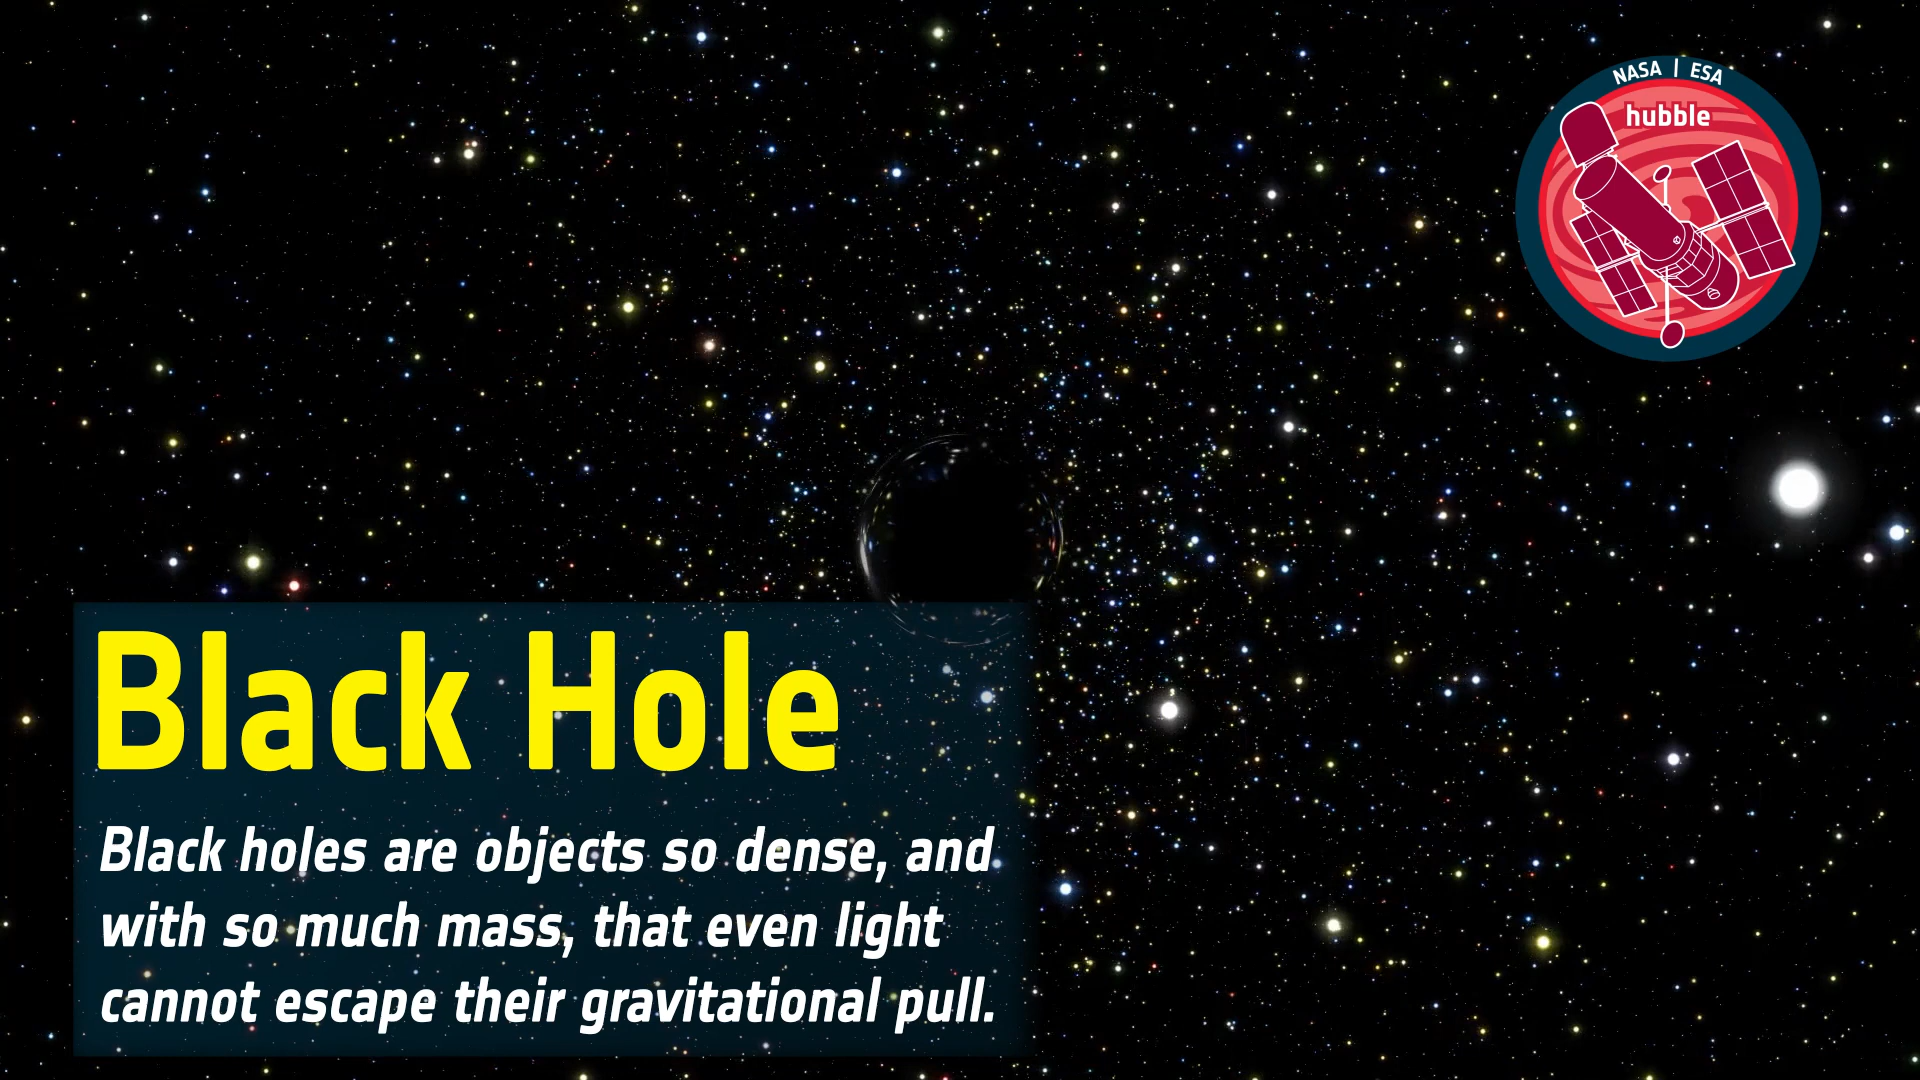 NASA | ESA
hubble
Black Hole
Black holes are objects so dense, and
with so much mass, that even light
cannot escape their gravitational pull.